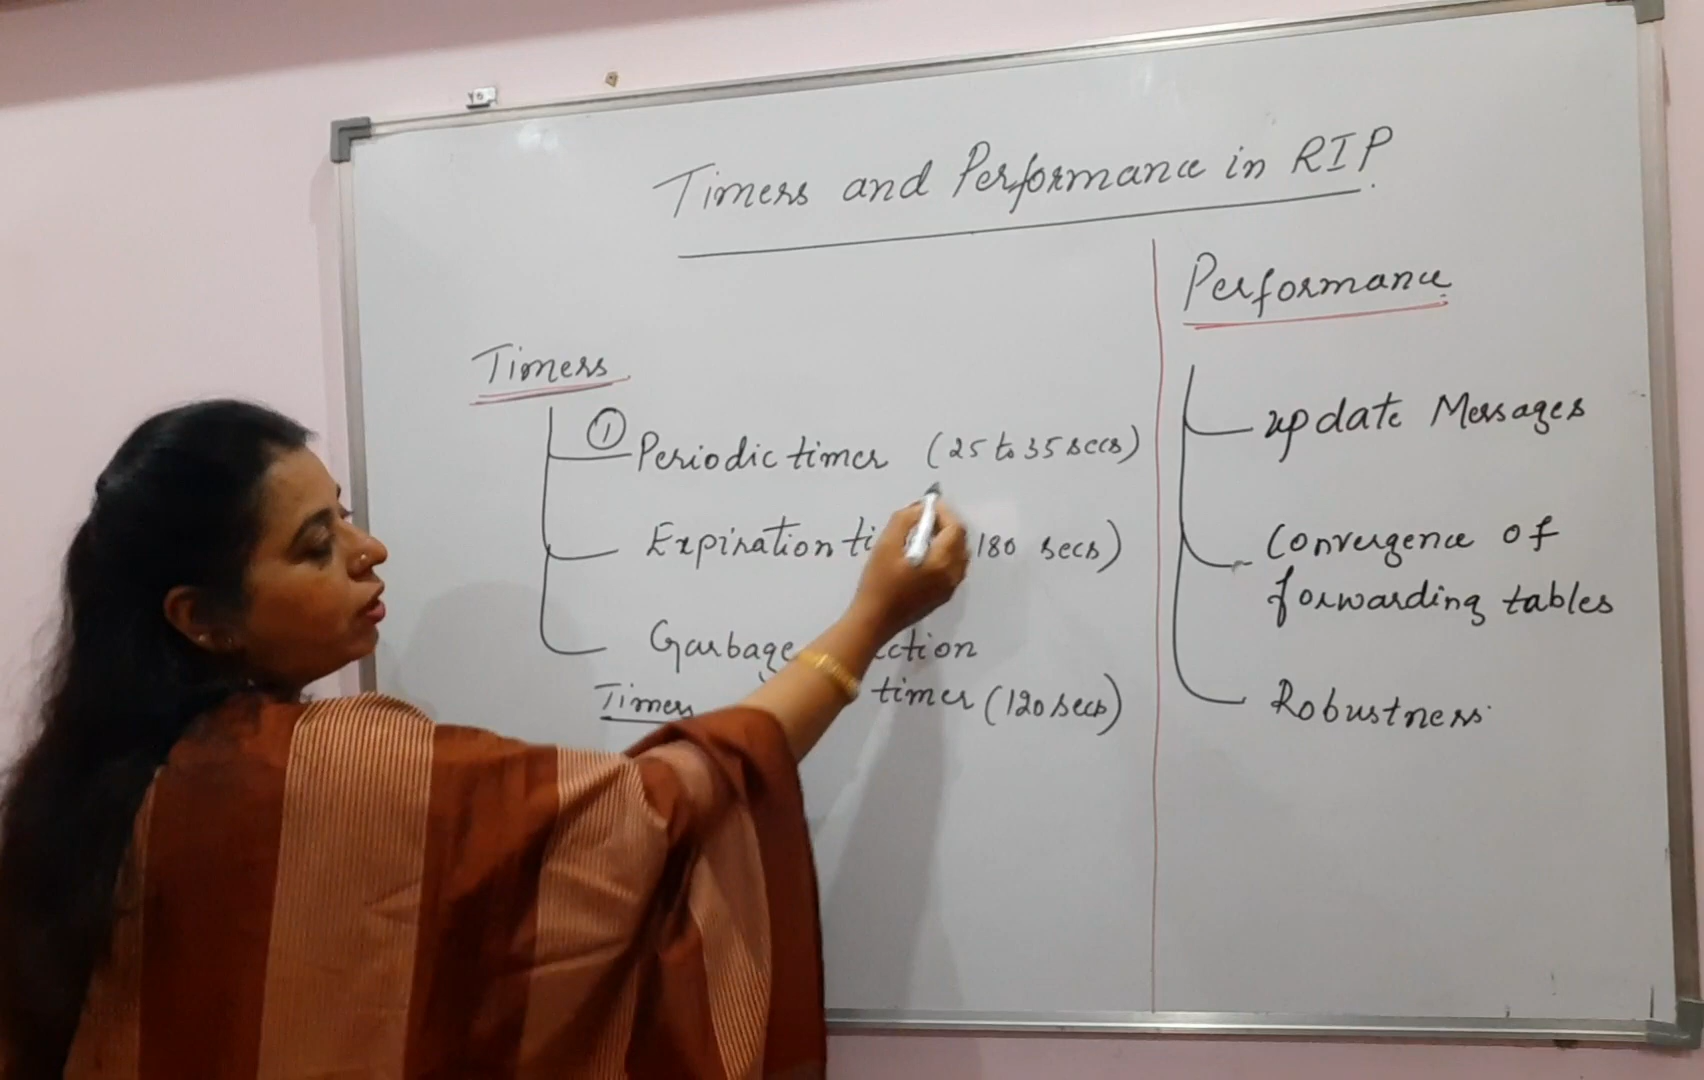 Timers and Performance in RIP.
Timers
① Periodic timer (25 to 35 secs)
Expiration ti 180 secs)
Garbage ction
Timers timer (120 secs)
Performance
update Messages
Convergence of
forwarding tables
Robustness